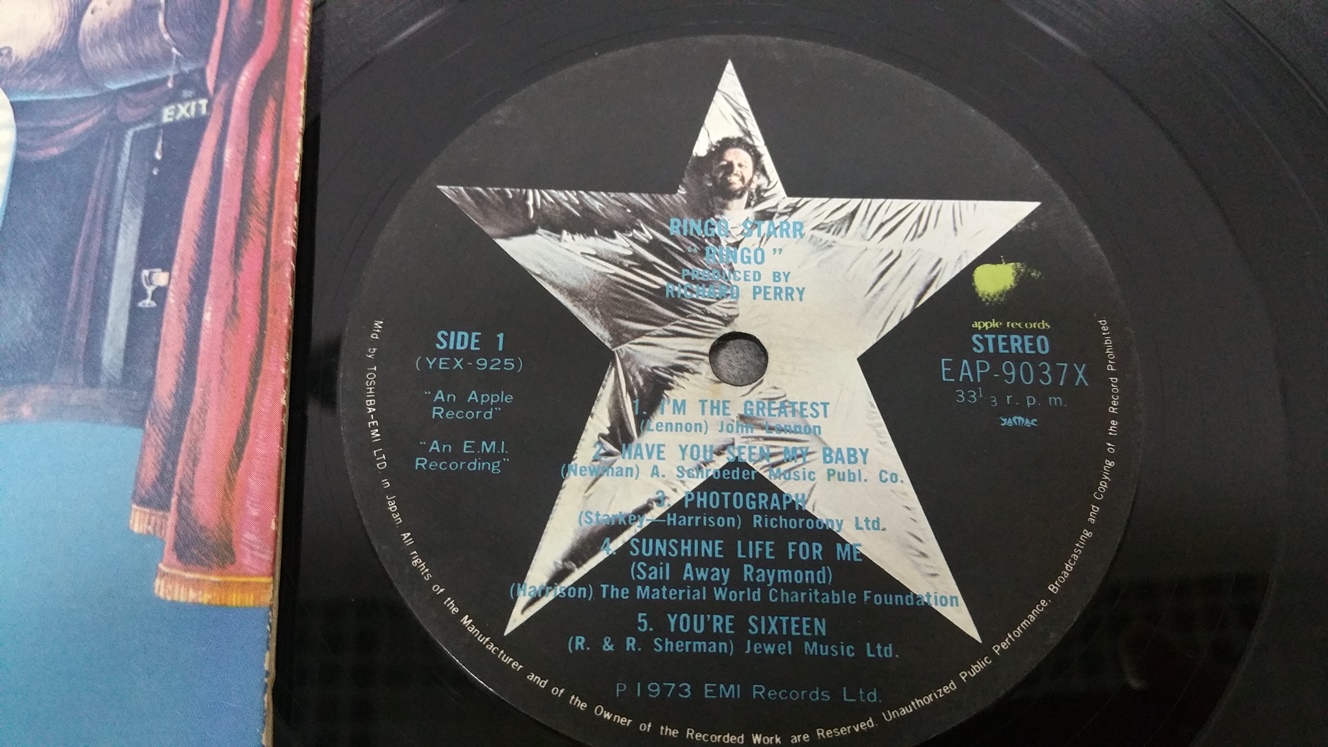 EXIT
RINGO STARR
"RINGO"
PRODUCED BY
RICHARD PERRY
SIDE 1
(YEX-925)
"An Apple
Record"
"An E.M.I.
Recording"
apple records
STEREO
EAP-9037X
33 1/3 r. p. m.
1. I'M THE GREATEST
(Lennon) John Lennon
2. HAVE YOU SEEN MY BABY
(Newman) A. Schroeder Music Publ. Co.
3. PHOTOGRAPH
(Starkey—Harrison) Richoroony Ltd.
4. SUNSHINE LIFE FOR ME
(Sail Away Raymond)
(Harrison) The Material World Charitable Foundation
5. YOU'RE SIXTEEN
(R. & R. Sherman) Jewel Music Ltd.
P 1973 EMI Records Ltd.
Mfd by TOSHIBA-EMI LTD. in Japan. All rights of the Manufacturer and of the Owner of the Recorded Work are Reserved. Unauthorized Public Performance, Broadcasting and Copying of the Record Prohibited